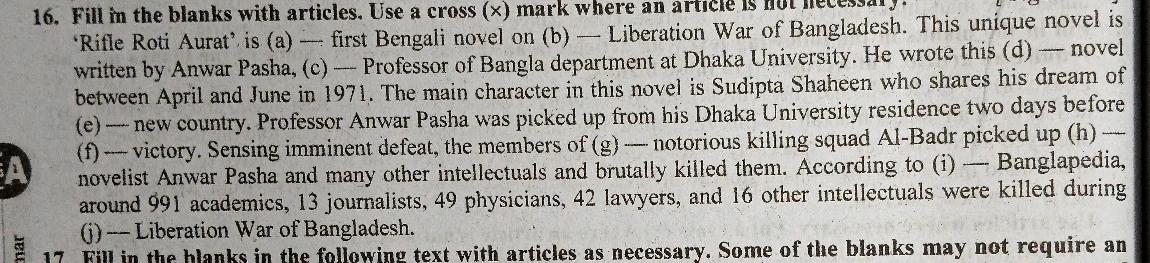 16. Fill in the blanks with articles. Use a cross (×) mark where an article is not necessary.
'Rifle Roti Aurat' is (a) — first Bengali novel on (b) — Liberation War of Bangladesh. This unique novel is
written by Anwar Pasha, (c) — Professor of Bangla department at Dhaka University. He wrote this (d) — novel
between April and June in 1971. The main character in this novel is Sudipta Shaheen who shares his dream of
(e) — new country. Professor Anwar Pasha was picked up from his Dhaka University residence two days before
(f) — victory. Sensing imminent defeat, the members of (g) — notorious killing squad Al-Badr picked up (h) —
novelist Anwar Pasha and many other intellectuals and brutally killed them. According to (i) — Banglapedia,
around 991 academics, 13 journalists, 49 physicians, 42 lawyers, and 16 other intellectuals were killed during
(j) — Liberation War of Bangladesh.
17. Fill in the blanks in the following text with articles as necessary. Some of the blanks may not require an